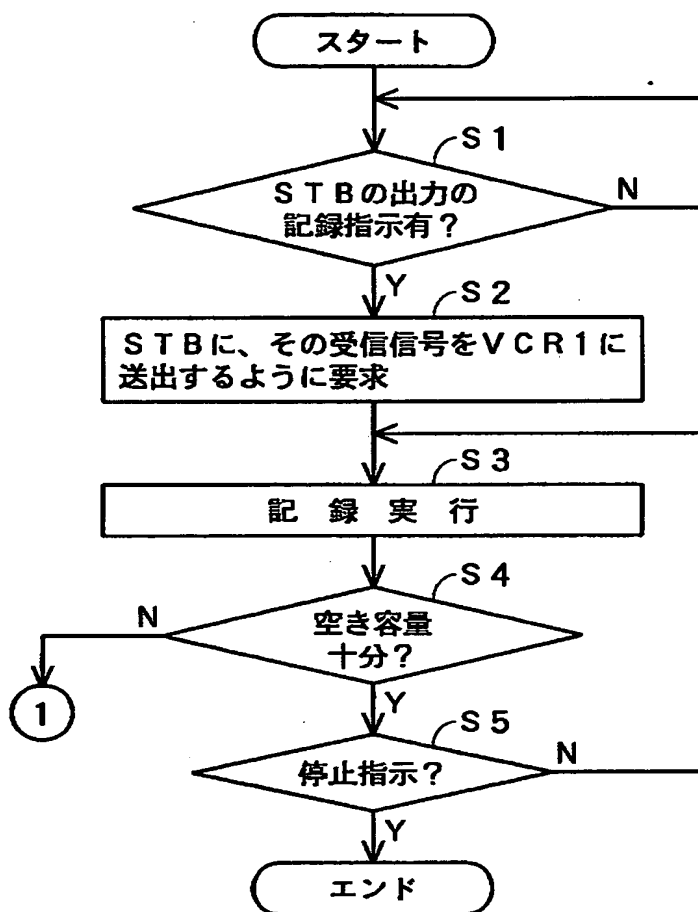 スタート
S1
STBの出力の
記録指示有?
N
Y
S2
STBに、その受信信号をVCR1に
送出するように要求
S3
記録実行
S4
空き容量
十分?
N
1
Y
S5
停止指示?
N
Y
エンド